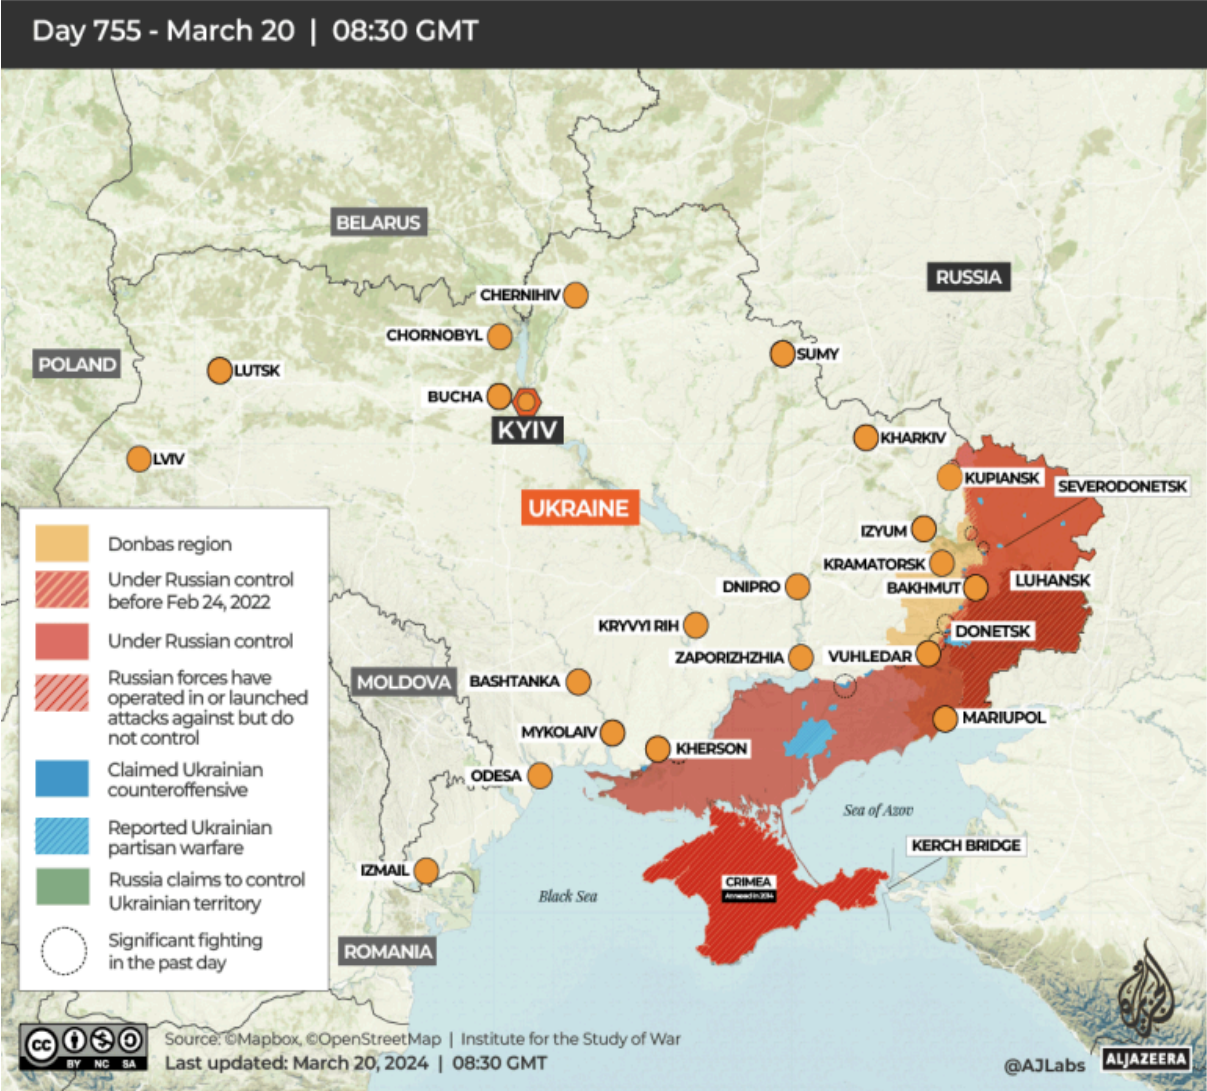 Day 755 - March 20 | 08:30 GMT
BELARUS
RUSSIA
CHERNIHIV
CHORNOBYL
SUMY
POLAND
LUTSK
BUCHA
KYIV
KHARKIV
LVIV
KUPIANSK
SEVERODONETSK
UKRAINE
IZYUM
KRAMATORSK
LUHANSK
DNIPRO
BAKHMUT
KRYVYI RIH
DONETSK
ZAPORIZHZHIA
VUHLEDAR
MOLDOVA
BASHTANKA
MARIUPOL
MYKOLAIV
KHERSON
ODESA
Sea of Azov
KERCH BRIDGE
IZMAIL
CRIMEA
Annexed in 2014
Black Sea
ROMANIA
Donbas region
Under Russian control
before Feb 24, 2022
Under Russian control
Russian forces have
operated in or launched
attacks against but do
not control
Claimed Ukrainian
counteroffensive
Reported Ukrainian
partisan warfare
Russia claims to control
Ukrainian territory
Significant fighting
in the past day
cc
BY NC SA
Source: ©Mapbox, ©OpenStreetMap | Institute for the Study of War
Last updated: March 20, 2024 | 08:30 GMT
@AJLabs
ALJAZEERA